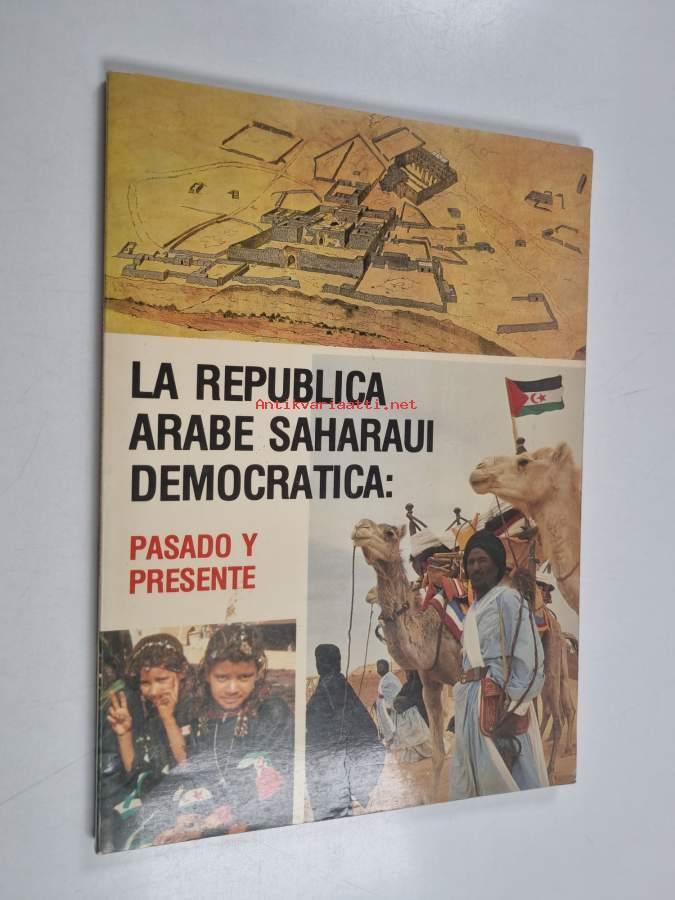 LA REPUBLICA
Antikvariaatti.net
ARABE SAHARAUI
DEMOCRATICA:
PASADO Y
PRESENTE